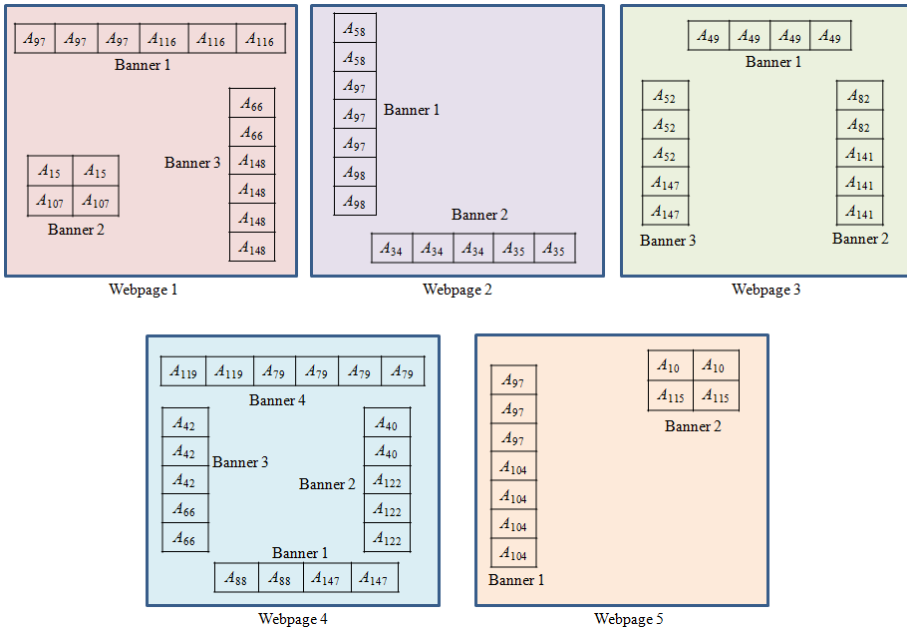 A97 A97 A97 A116 A116 A116
Banner 1
A66
A66
A148
A148
A148
A148
Banner 3
A15 A15
A107 A107
Banner 2
Webpage 1
A58
A58
A97
A97
A97
A98
A98
Banner 1
Banner 2
A34 A34 A34 A35 A35
Webpage 2
A49 A49 A49 A49
Banner 1
A52
A52
A52
A147
A147
Banner 3
A82
A82
A141
A141
A141
Banner 2
Webpage 3
A119 A119 A79 A79 A79 A79
Banner 4
A42
A42
A42
A66
A66
Banner 3
A40
A40
A122
A122
A122
Banner 2
Banner 1
A88 A88 A147 A147
Webpage 4
A97
A97
A97
A104
A104
A104
A104
Banner 1
A10 A10
A115 A115
Banner 2
Webpage 5